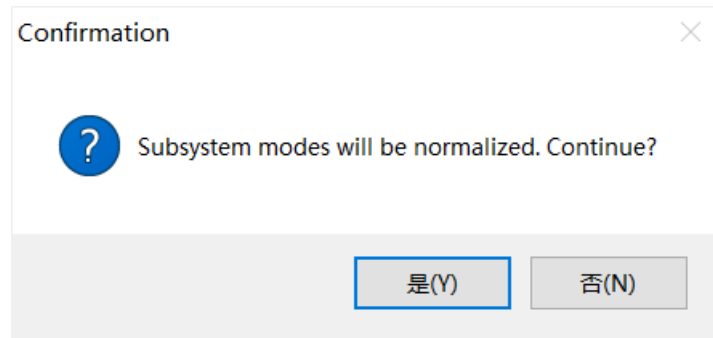 Confirmation
Subsystem modes will be normalized. Continue?
是(Y)
否(N)